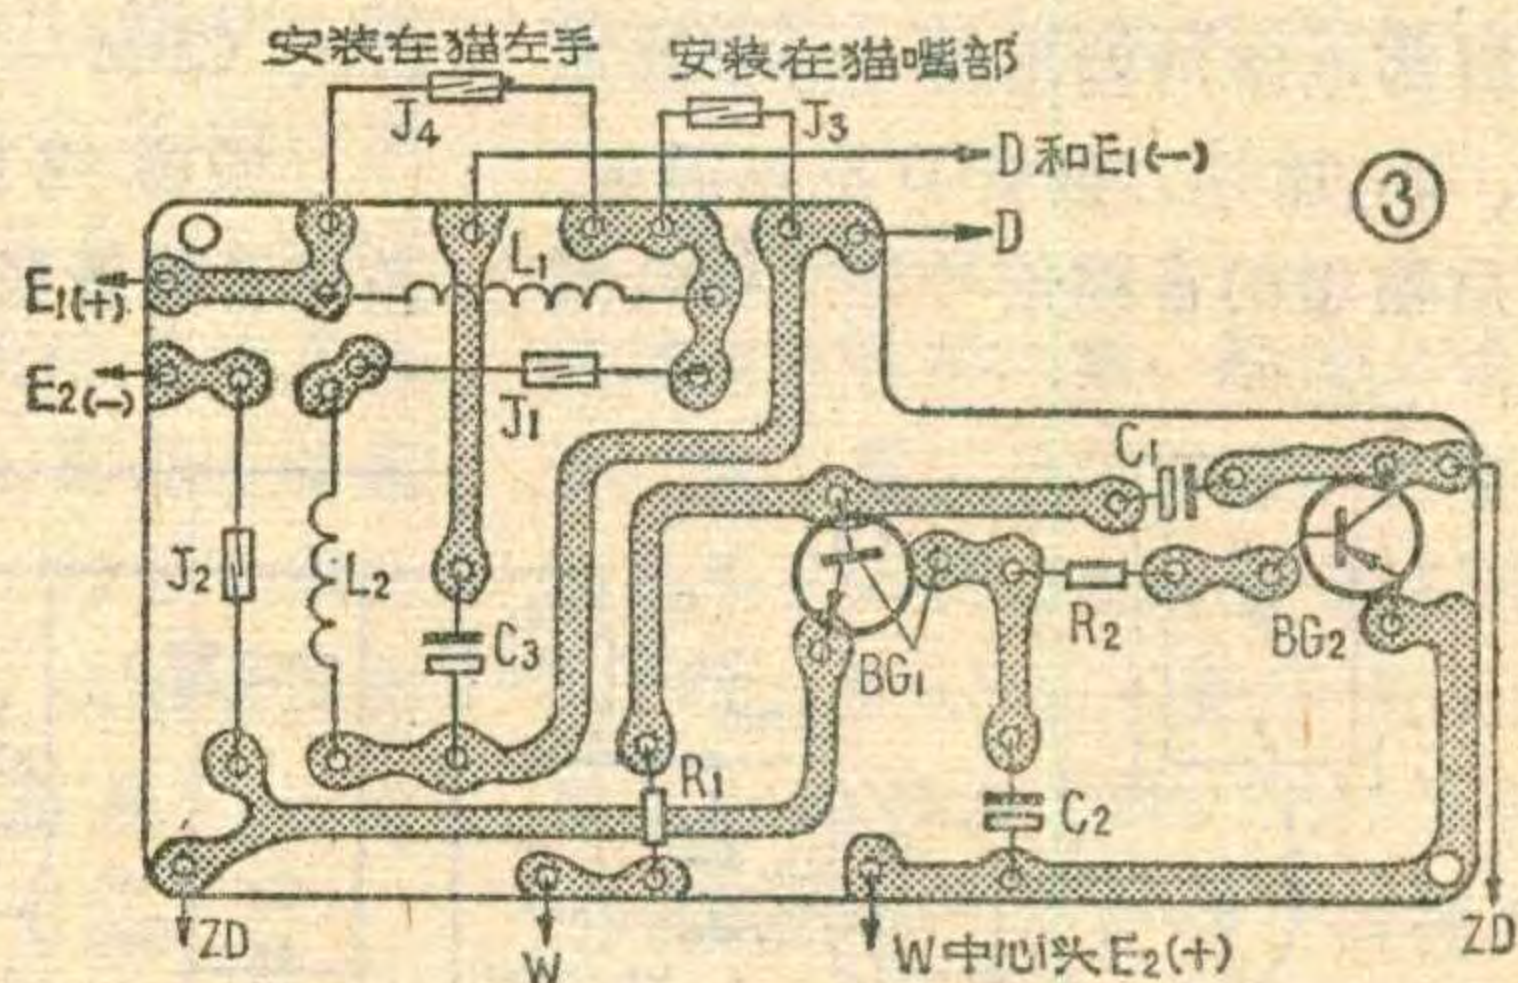 安装在猫左手
安装在猫嘴部
J4
J3
D和E1(-)
③
D
L1
E1(+)
E2(-)
J1
C1
J2
L2
C3
R2
BG2
BG1
R1
C2
ZD
W
W中心头E2(+)
ZD